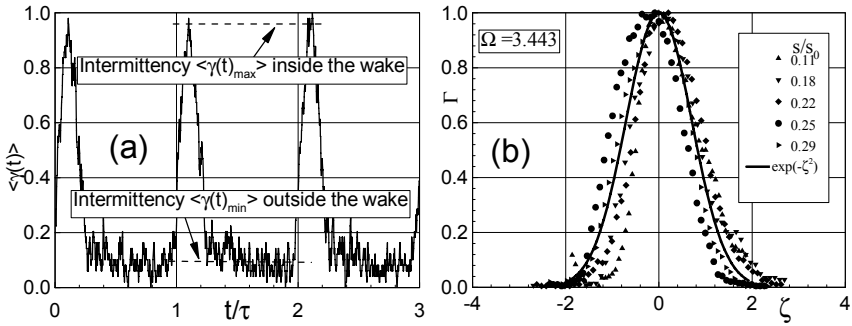 1.0
0.8
0.6
0.4
0.2
0.0
<γ(t)>
Intermittency <γ(t)max> inside the wake
(a)
Intermittency <γ(t)min> outside the wake
0 1 2 3
t/τ
1.0
0.8
0.6
0.4
0.2
0.0
Γ
Ω =3.443
(b)
s/s0
0.11
0.18
0.22
0.25
0.29
exp(-ζ²)
-4 -2 0 2 4
ζ